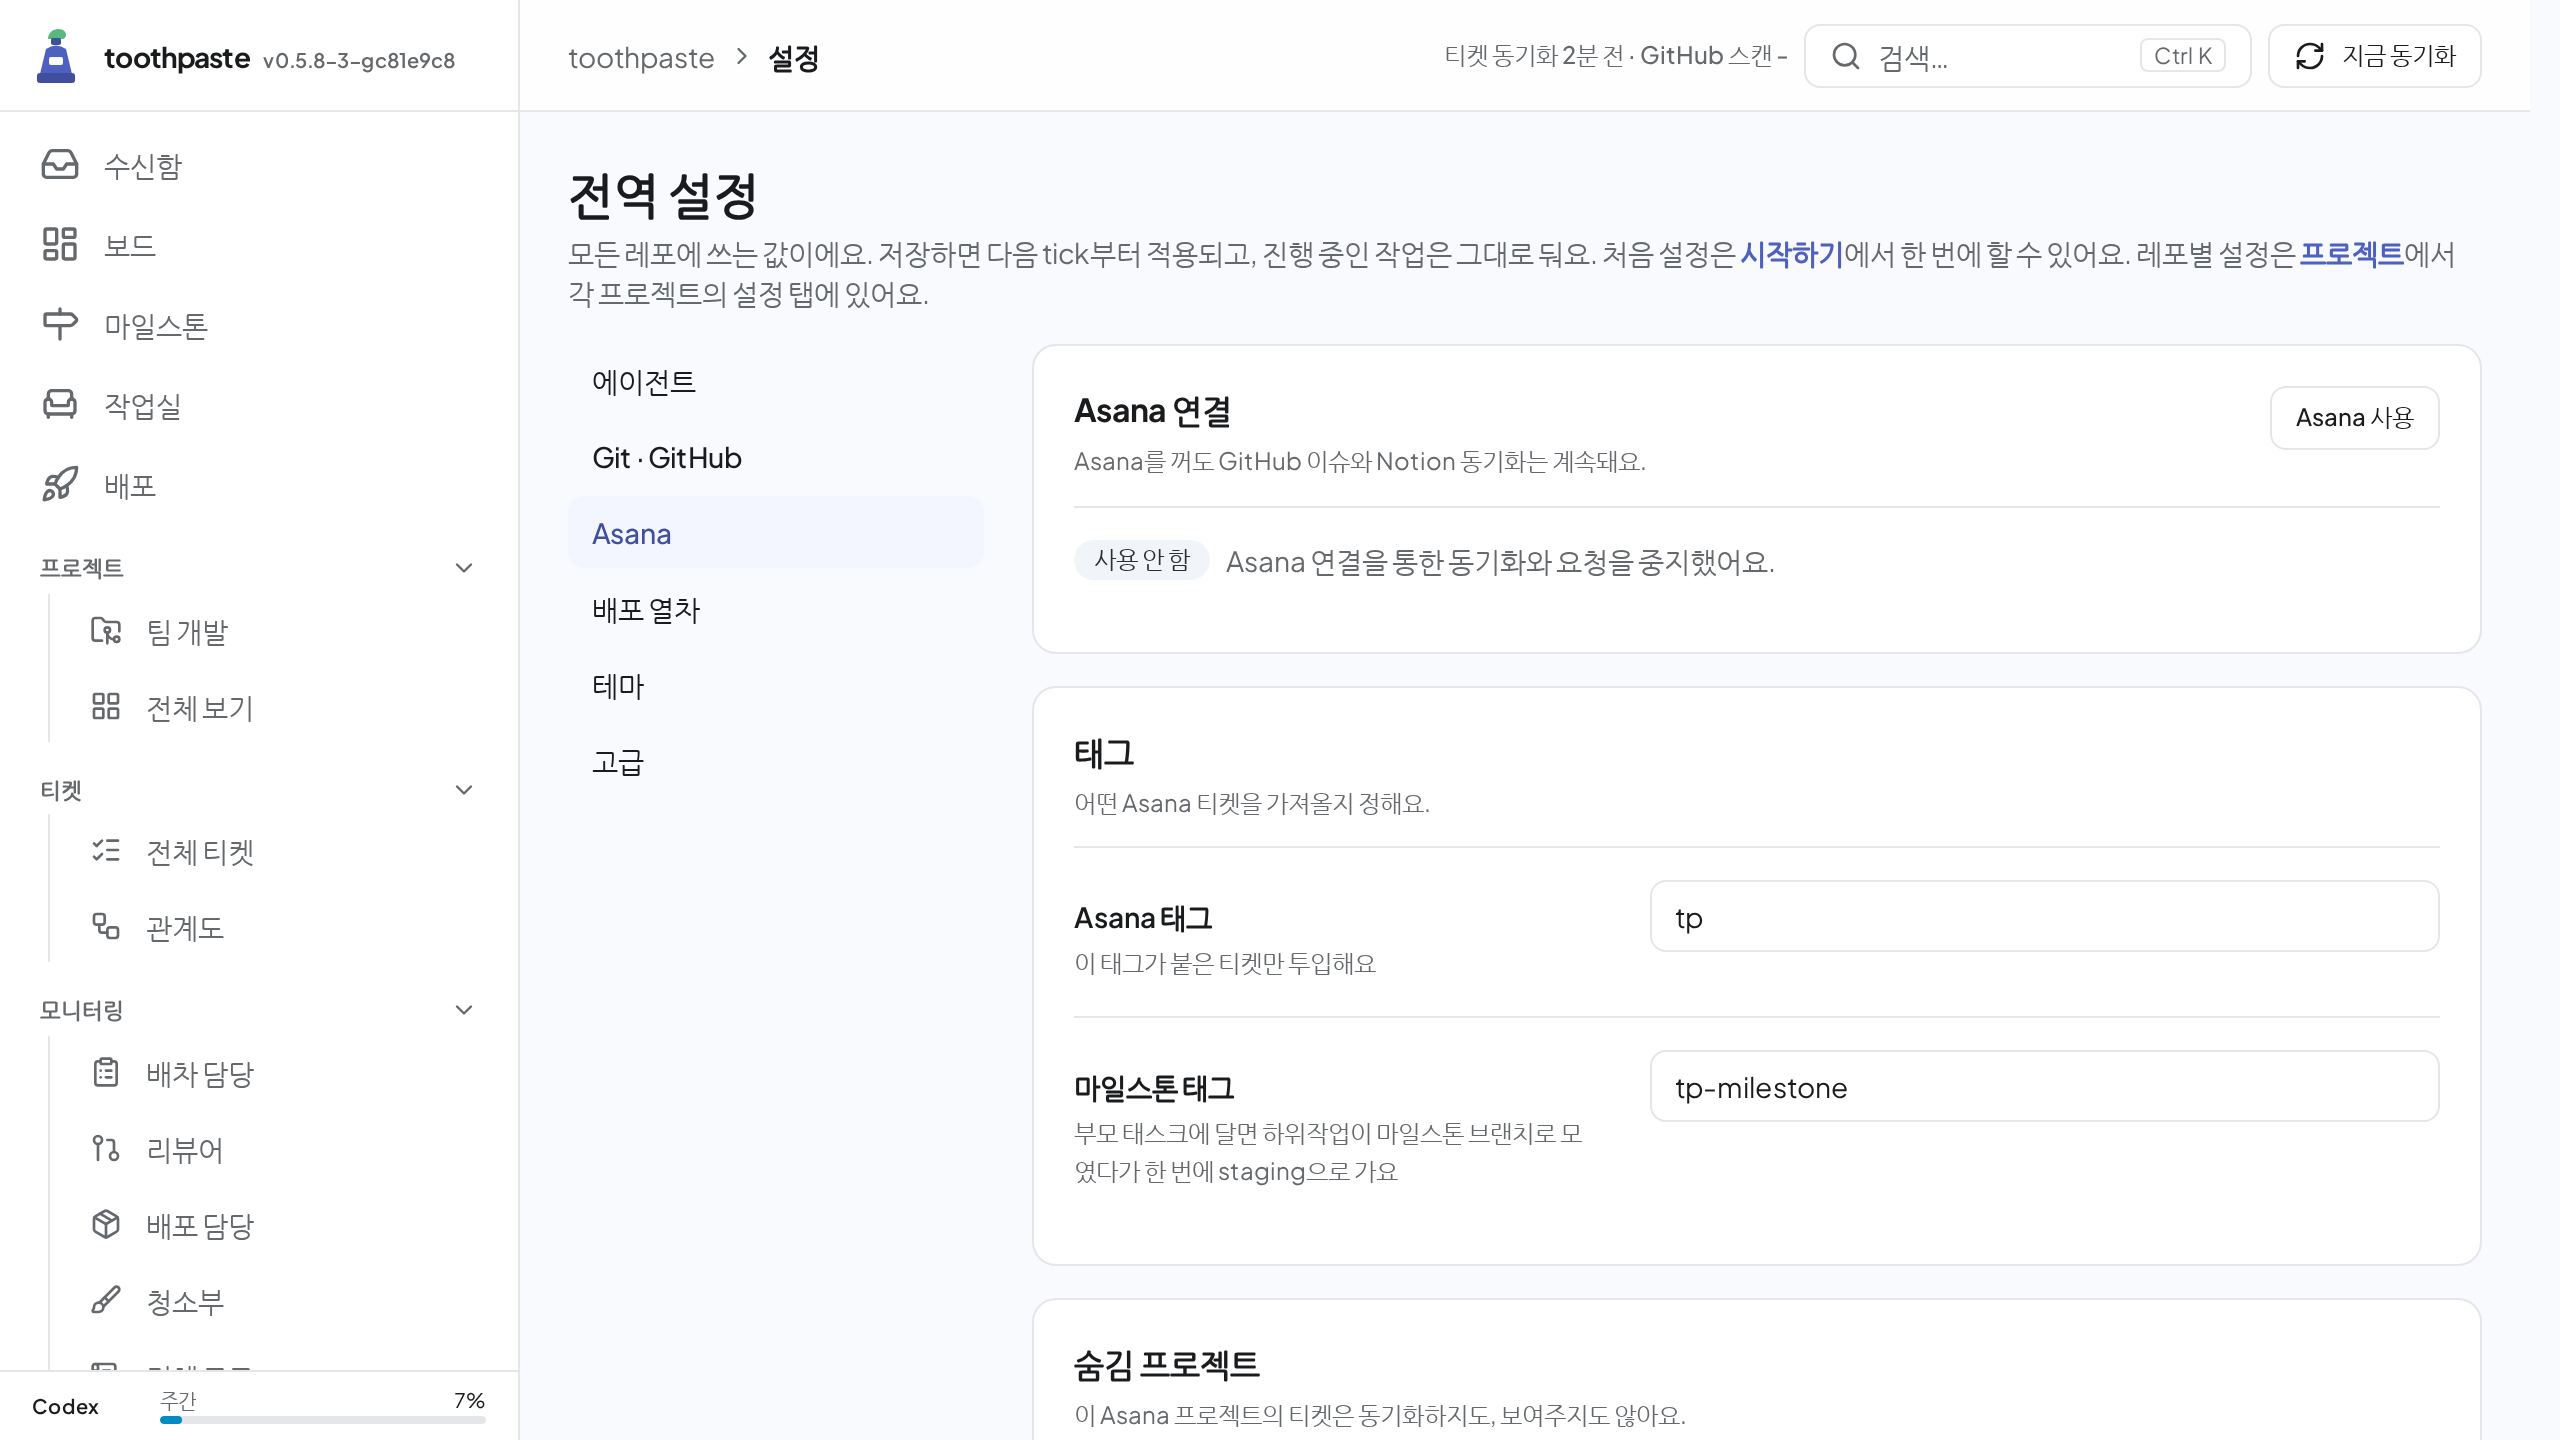 toothpaste v0.5.8-3-gc81e9c8
toothpaste > 설정
티켓 동기화 2분 전 · GitHub 스캔 -
검색...
Ctrl K
지금 동기화
수신함
보드
마일스톤
작업실
배포
프로젝트
팀 개발
전체 보기
티켓
전체 티켓
관계도
모니터링
배차 담당
리뷰어
배포 담당
청소부
Codex
주간
7%
전역 설정
모든 레포에 쓰는 값이에요. 저장하면 다음 tick부터 적용되고, 진행 중인 작업은 그대로 둬요. 처음 설정은 시작하기에서 한 번에 할 수 있어요. 레포별 설정은 프로젝트에서
각 프로젝트의 설정 탭에 있어요.
에이전트
Git · GitHub
Asana
배포 열차
테마
고급
Asana 연결
Asana를 꺼도 GitHub 이슈와 Notion 동기화는 계속돼요.
Asana 사용
사용 안 함
Asana 연결을 통한 동기화와 요청을 중지했어요.
태그
어떤 Asana 티켓을 가져올지 정해요.
Asana 태그
이 태그가 붙은 티켓만 투입해요
tp
마일스톤 태그
부모 태스크에 달면 하위작업이 마일스톤 브랜치로 모
였다가 한 번에 staging으로 가요
tp-milestone
숨김 프로젝트
이 Asana 프로젝트의 티켓은 동기화하지도, 보여주지도 않아요.